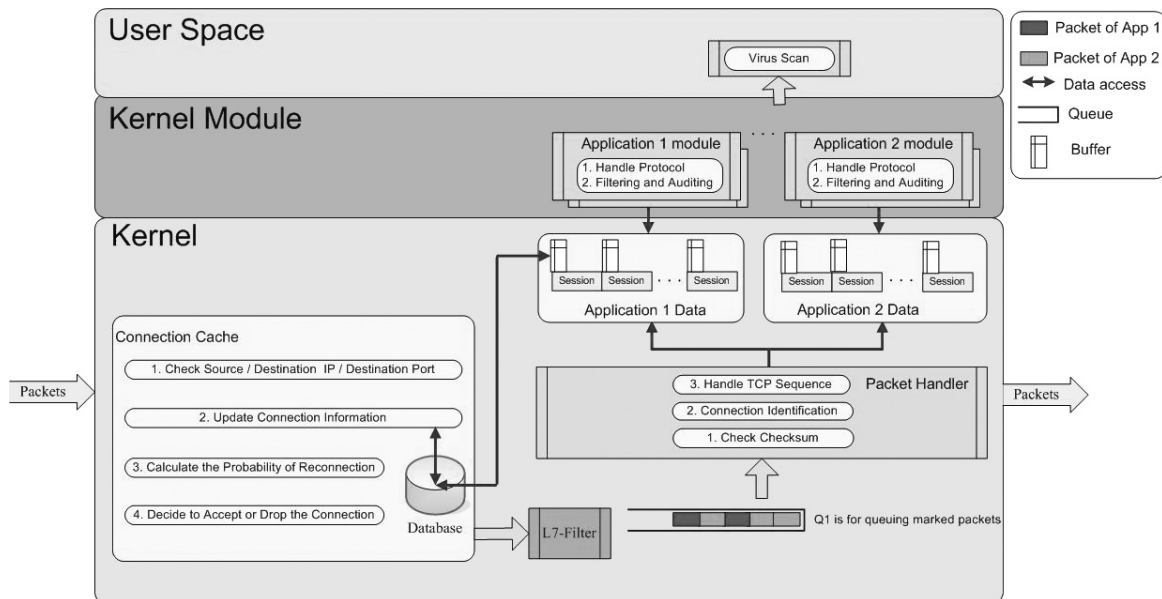 User Space
Virus Scan
Kernel Module
Application 1 module
1. Handle Protocol
2. Filtering and Auditing
. . .
Application 2 module
1. Handle Protocol
2. Filtering and Auditing
Kernel
Session
Session
. . .
Session
Application 1 Data
Session
Session
. . .
Session
Application 2 Data
Packets
Connection Cache
1. Check Source / Destination IP / Destination Port
2. Update Connection Information
3. Calculate the Probability of Reconnection
4. Decide to Accept or Drop the Connection
Database
L7-Filter
Q1 is for queuing marked packets
Packet Handler
3. Handle TCP Sequence
2. Connection Identification
1. Check Checksum
Packets
Packet of App 1
Packet of App 2
Data access
Queue
Buffer